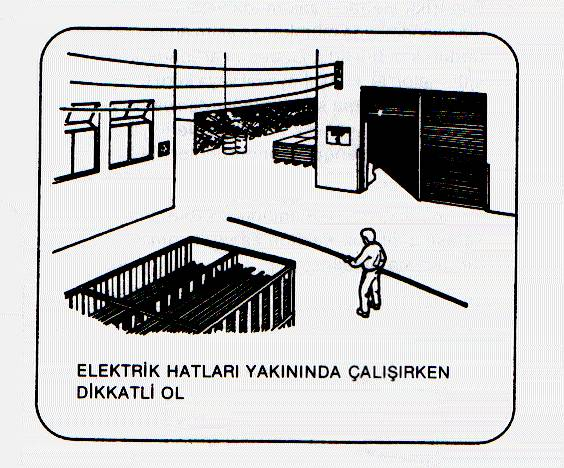 ELEKTRİK HATLARI YAKININDA ÇALIŞIRKEN
DİKKATLİ OL